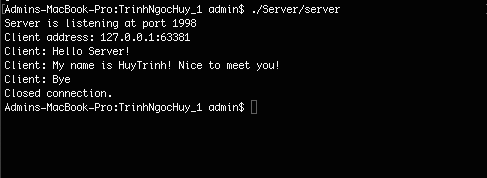 [Admins-MacBook-Pro:TrinhNgocHuy_1 admin$ ./Server/server
Server is listening at port 1998
Client address: 127.0.0.1:63381
Client: Hello Server!
Client: My name is HuyTrinh! Nice to meet you!
Client: Bye
Closed connection.
Admins-MacBook-Pro:TrinhNgocHuy_1 admin$